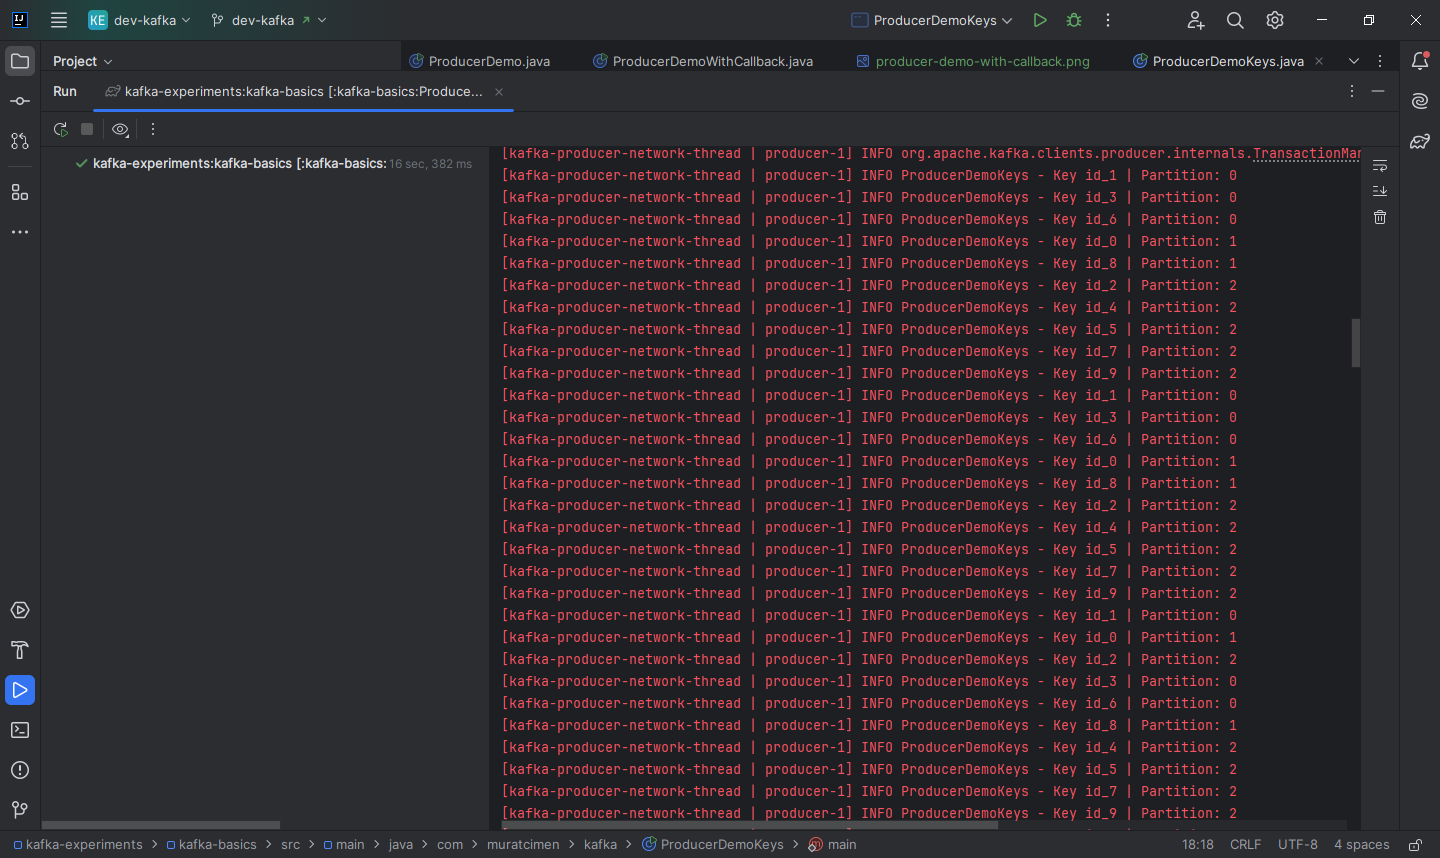 KE dev-kafka dev-kafka ProducerDemoKeys
Project ProducerDemo.java ProducerDemoWithCallback.java producer-demo-with-callback.png ProducerDemoKeys.java
Run kafka-experiments:kafka-basics [:kafka-basics:Produce...
kafka-experiments:kafka-basics [:kafka-basics: 16 sec, 382 ms
[kafka-producer-network-thread | producer-1] INFO org.apache.kafka.clients.producer.internals.TransactionMan
[kafka-producer-network-thread | producer-1] INFO ProducerDemoKeys - Key id_1 | Partition: 0
[kafka-producer-network-thread | producer-1] INFO ProducerDemoKeys - Key id_3 | Partition: 0
[kafka-producer-network-thread | producer-1] INFO ProducerDemoKeys - Key id_6 | Partition: 0
[kafka-producer-network-thread | producer-1] INFO ProducerDemoKeys - Key id_0 | Partition: 1
[kafka-producer-network-thread | producer-1] INFO ProducerDemoKeys - Key id_8 | Partition: 1
[kafka-producer-network-thread | producer-1] INFO ProducerDemoKeys - Key id_2 | Partition: 2
[kafka-producer-network-thread | producer-1] INFO ProducerDemoKeys - Key id_4 | Partition: 2
[kafka-producer-network-thread | producer-1] INFO ProducerDemoKeys - Key id_5 | Partition: 2
[kafka-producer-network-thread | producer-1] INFO ProducerDemoKeys - Key id_7 | Partition: 2
[kafka-producer-network-thread | producer-1] INFO ProducerDemoKeys - Key id_9 | Partition: 2
[kafka-producer-network-thread | producer-1] INFO ProducerDemoKeys - Key id_1 | Partition: 0
[kafka-producer-network-thread | producer-1] INFO ProducerDemoKeys - Key id_3 | Partition: 0
[kafka-producer-network-thread | producer-1] INFO ProducerDemoKeys - Key id_6 | Partition: 0
[kafka-producer-network-thread | producer-1] INFO ProducerDemoKeys - Key id_0 | Partition: 1
[kafka-producer-network-thread | producer-1] INFO ProducerDemoKeys - Key id_8 | Partition: 1
[kafka-producer-network-thread | producer-1] INFO ProducerDemoKeys - Key id_2 | Partition: 2
[kafka-producer-network-thread | producer-1] INFO ProducerDemoKeys - Key id_4 | Partition: 2
[kafka-producer-network-thread | producer-1] INFO ProducerDemoKeys - Key id_5 | Partition: 2
[kafka-producer-network-thread | producer-1] INFO ProducerDemoKeys - Key id_7 | Partition: 2
[kafka-producer-network-thread | producer-1] INFO ProducerDemoKeys - Key id_9 | Partition: 2
[kafka-producer-network-thread | producer-1] INFO ProducerDemoKeys - Key id_1 | Partition: 0
[kafka-producer-network-thread | producer-1] INFO ProducerDemoKeys - Key id_0 | Partition: 1
[kafka-producer-network-thread | producer-1] INFO ProducerDemoKeys - Key id_2 | Partition: 2
[kafka-producer-network-thread | producer-1] INFO ProducerDemoKeys - Key id_3 | Partition: 0
[kafka-producer-network-thread | producer-1] INFO ProducerDemoKeys - Key id_6 | Partition: 0
[kafka-producer-network-thread | producer-1] INFO ProducerDemoKeys - Key id_8 | Partition: 1
[kafka-producer-network-thread | producer-1] INFO ProducerDemoKeys - Key id_4 | Partition: 2
[kafka-producer-network-thread | producer-1] INFO ProducerDemoKeys - Key id_5 | Partition: 2
[kafka-producer-network-thread | producer-1] INFO ProducerDemoKeys - Key id_7 | Partition: 2
[kafka-producer-network-thread | producer-1] INFO ProducerDemoKeys - Key id_9 | Partition: 2
kafka-experiments > kafka-basics > src > main > java > com > muratcimen > kafka > ProducerDemoKeys > main 18:18 CRLF UTF-8 4 spaces